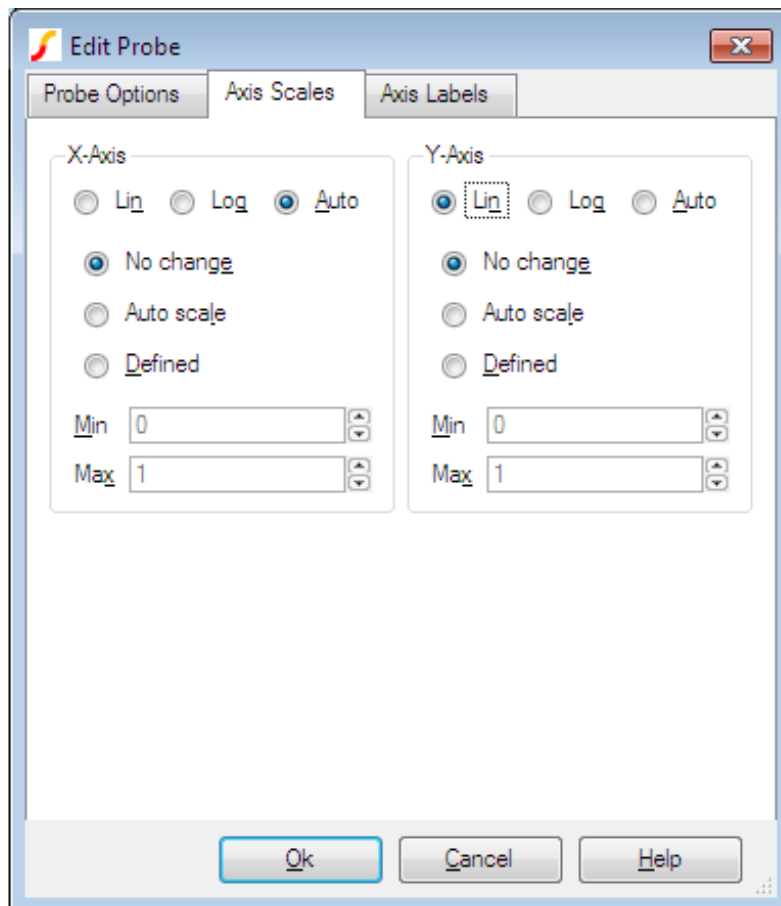 Edit Probe
Probe Options Axis Scales Axis Labels
X-Axis
Lin Log Auto
No change
Auto scale
Defined
Min 0
Max 1
Y-Axis
Lin Log Auto
No change
Auto scale
Defined
Min 0
Max 1
Ok Cancel Help